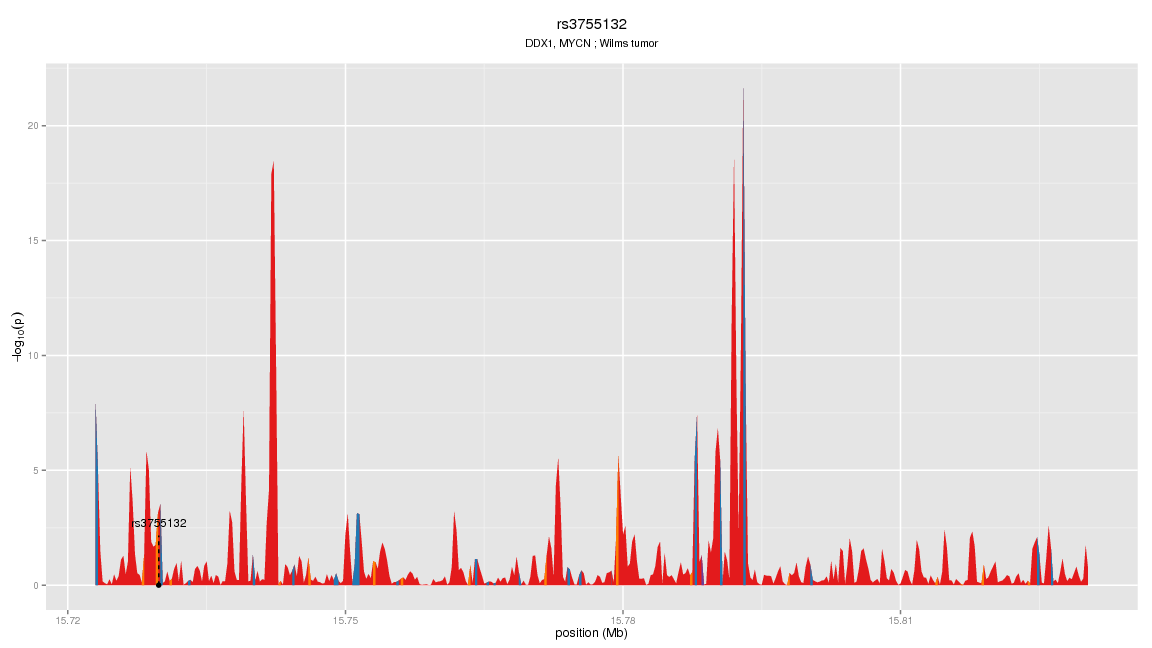 rs3755132
DDX1, MYCN ; Wilms tumor
20
15
10
5
0
−log10(p)
rs3755132
15.72
15.75
15.78
15.81
position (Mb)